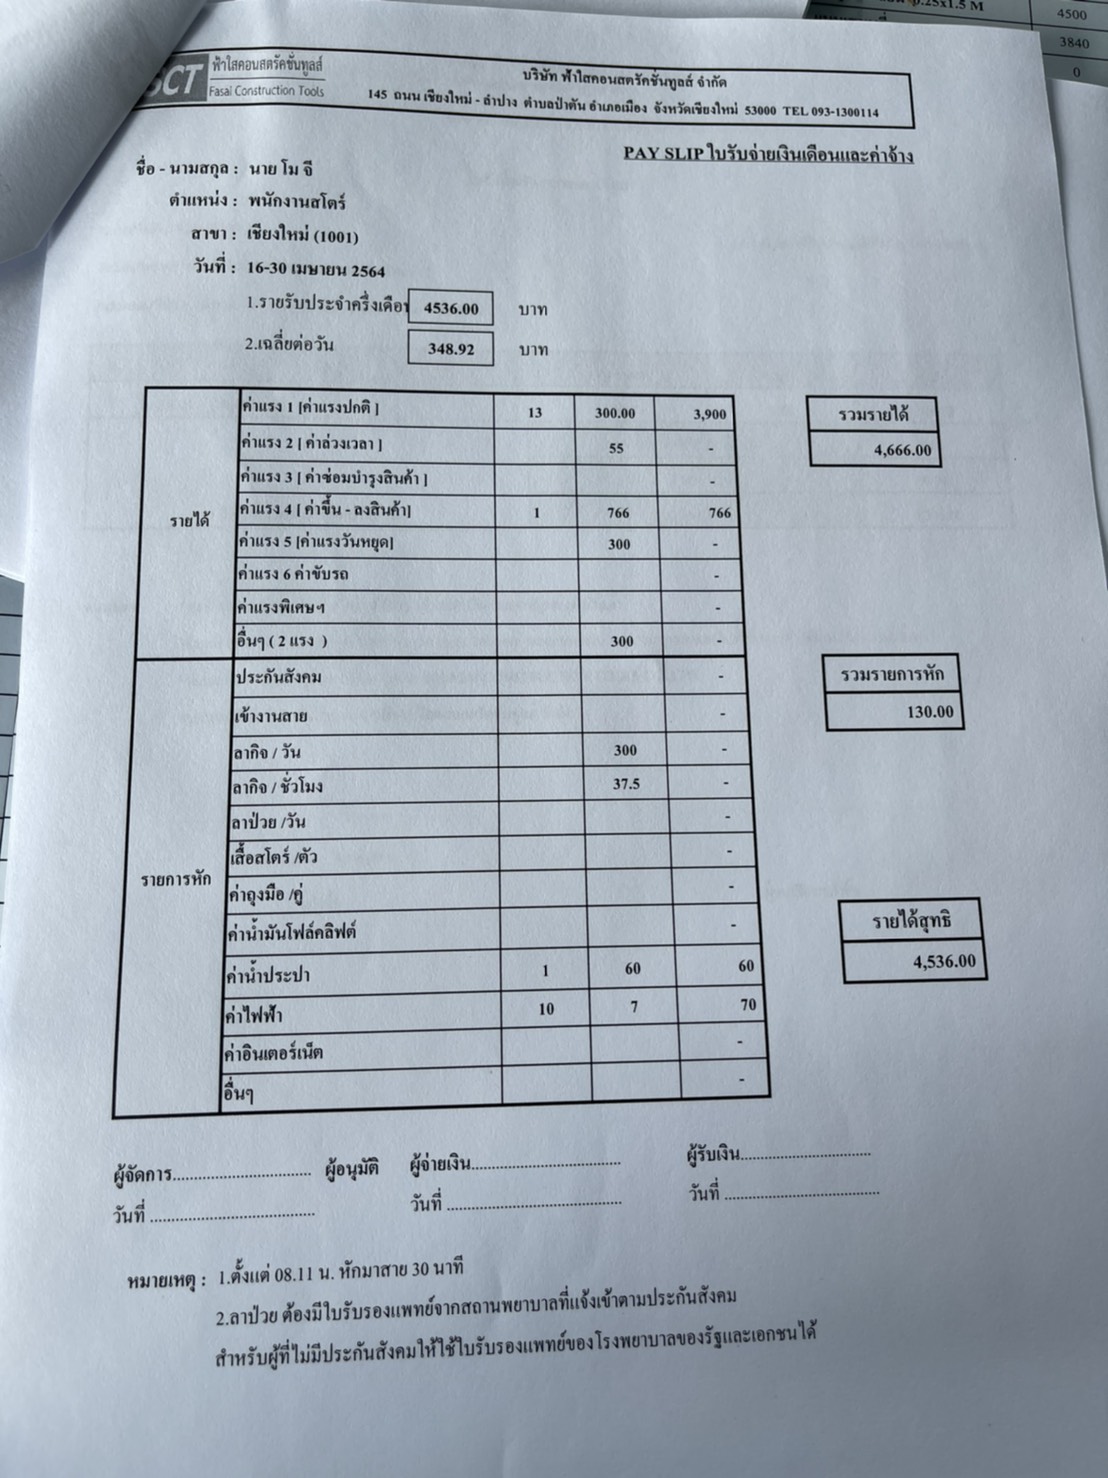 0.25x1.5 M
4500
3840
0
SCT ฟ้าใสคอนสตรัคชั่นทูลส์
Fasai Construction Tools
บริษัท ฟ้าใสคอนสตรัคชั่นทูลส์ จำกัด
145 ถนน เชียงใหม่ - ลำปาง ตำบลป่าตัน อำเภอเมือง จังหวัดเชียงใหม่ 53000 TEL 093-1300114
PAY SLIP ใบรับจ่ายเงินเดือนและค่าจ้าง
ชื่อ - นามสกุล : นาย โม จี
ตำแหน่ง : พนักงานสโตร์
สาขา : เชียงใหม่ (1001)
วันที่ : 16-30 เมษายน 2564
1.รายรับประจำครึ่งเดือน 4536.00 บาท
2.เฉลี่ยต่อวัน 348.92 บาท
รายได้
ค่าแรง 1 [ค่าแรงปกติ ] 13 300.00 3,900
ค่าแรง 2 [ ค่าล่วงเวลา ] 55 -
ค่าแรง 3 [ ค่าซ่อมบำรุงสินค้า ] -
ค่าแรง 4 [ ค่าขึ้น - ลงสินค้า] 1 766 766
ค่าแรง 5 [ค่าแรงวันหยุด] 300 -
ค่าแรง 6 ค่าขับรถ -
ค่าแรงพิเศษฯ -
อื่นๆ ( 2 แรง ) 300 -
รวมรายได้
4,666.00
รายการหัก
ประกันสังคม -
เข้างานสาย -
ลากิจ / วัน 300 -
ลากิจ / ชั่วโมง 37.5 -
ลาป่วย /วัน -
เสื้อสโตร์ /ตัว -
ค่าถุงมือ /คู่ -
ค่าน้ำมันโฟล์คลิฟต์ -
ค่าน้ำประปา 1 60 60
ค่าไฟฟ้า 10 7 70
ค่าอินเตอร์เน็ต -
อื่นๆ -
รวมรายการหัก
130.00
รายได้สุทธิ
4,536.00
ผู้จัดการ................................ ผู้อนุมัติ ผู้จ่ายเงิน................................... ผู้รับเงิน..............................
วันที่ ...................................... วันที่ ........................................ วันที่ ...................................
หมายเหตุ : 1.ตั้งแต่ 08.11 น. หักมาสาย 30 นาที
2.ลาป่วย ต้องมีใบรับรองแพทย์จากสถานพยาบาลที่แจ้งเข้าตามประกันสังคม
สำหรับผู้ที่ไม่มีประกันสังคมให้ใช้ใบรับรองแพทย์ของโรงพยาบาลของรัฐและเอกชนได้